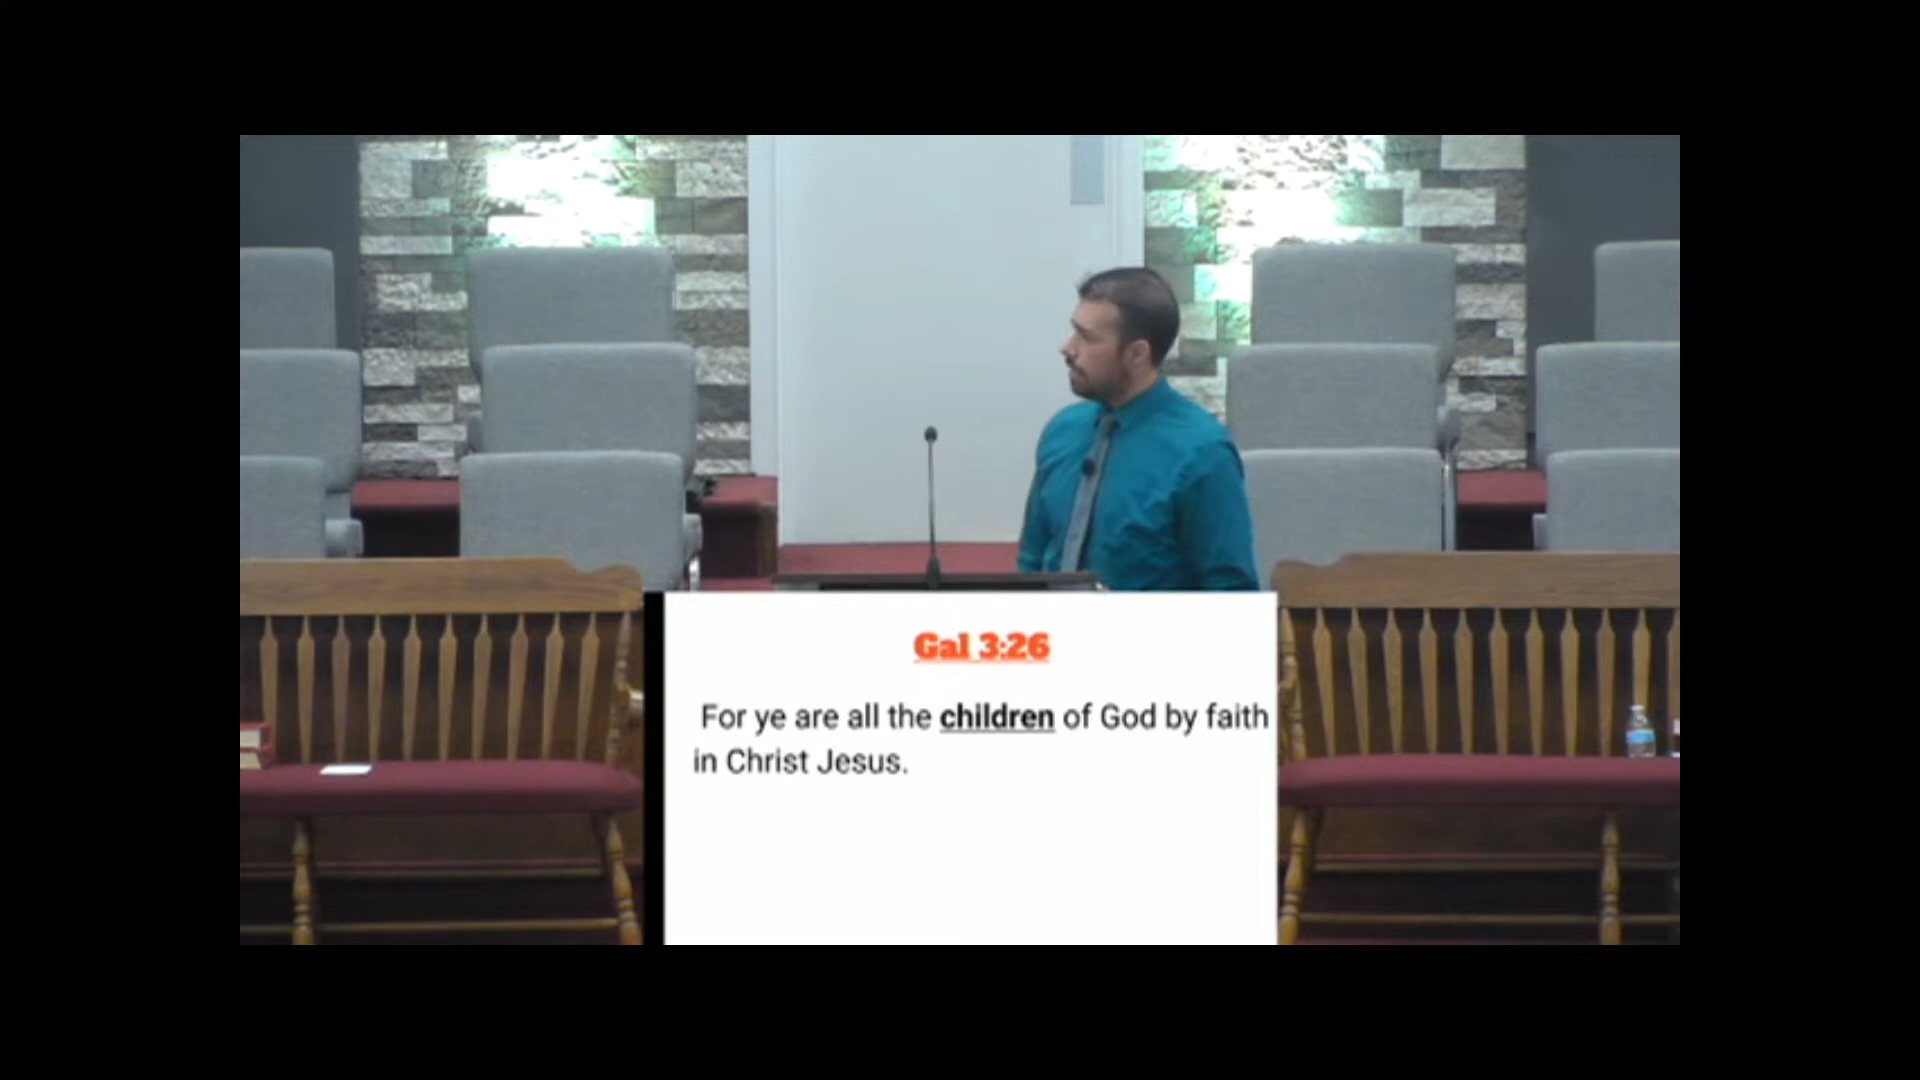 Gal 3:26
For ye are all the children of God by faith
in Christ Jesus.